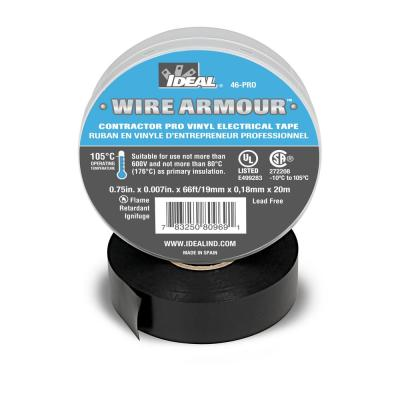 IDEAL
46-PRO
WIRE ARMOUR™
CONTRACTOR PRO VINYL ELECTRICAL TAPE
RUBAN EN VINYLE D'ENTREPRENEUR PROFESSIONNEL
105°C
OPERATING
TEMPERATURE
Suitable for use not more than
600V and not more than 80°C
(176°C) as primary insulation.
UL
LISTED
E499283
SA
272208
–10°C to 105°C
0.75in. x 0.007in. x 66ft/19mm x 0,18mm x 20m
Flame
Retardant
Ignifuge
Lead Free
7 83250 80969 1
WWW.IDEALIND.COM
MADE IN SPAIN